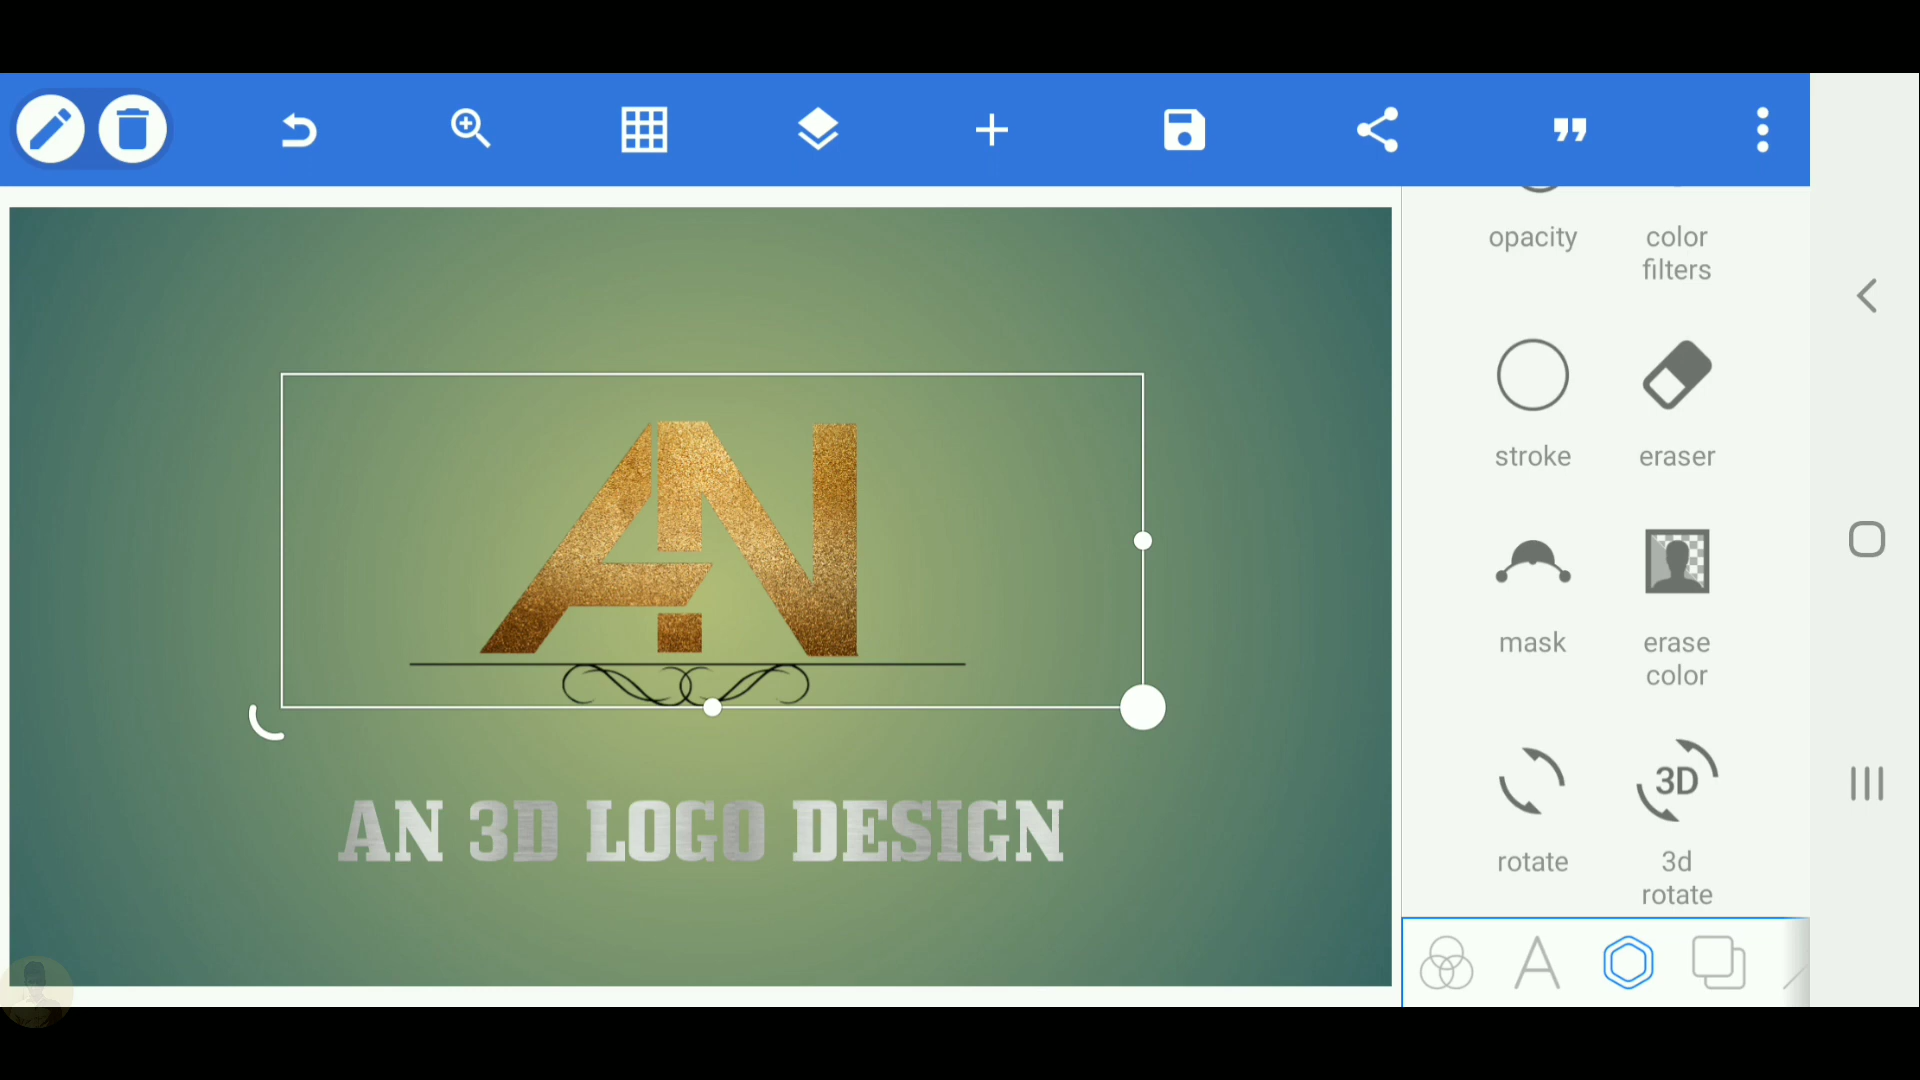 opacity
color
filters
stroke
eraser
AN
mask
erase
color
AN 3D LOGO DESIGN
3D
rotate
3d
rotate